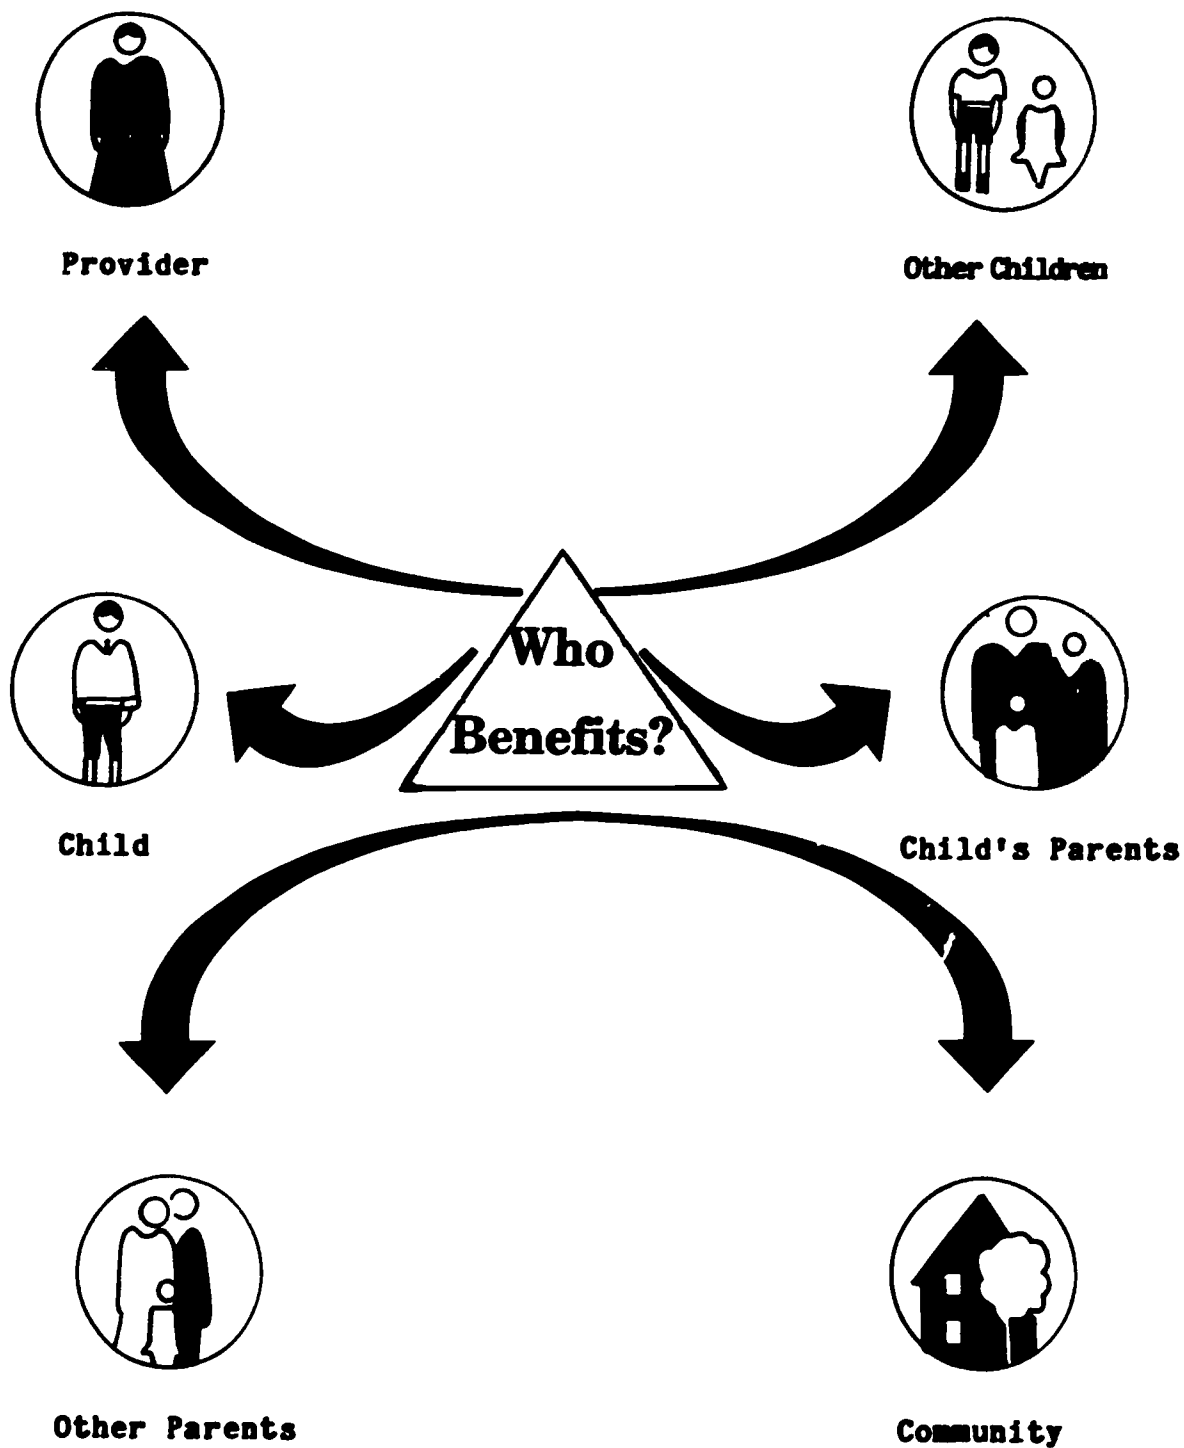 Provider
Other Children
Who
Benefits?
Child
Child's Parents
Other Parents
Community